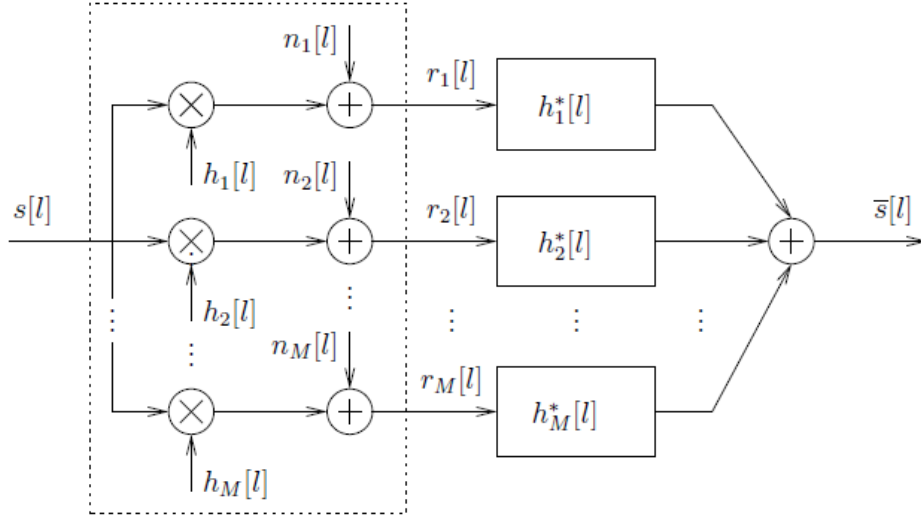 n₁[l]
r₁[l]
h₁*[l]
h₁[l]
n₂[l]
s[l]
r₂[l]
h₂*[l]
s̅[l]
h₂[l]
n_M[l]
r_M[l]
h_M*[l]
h_M[l]